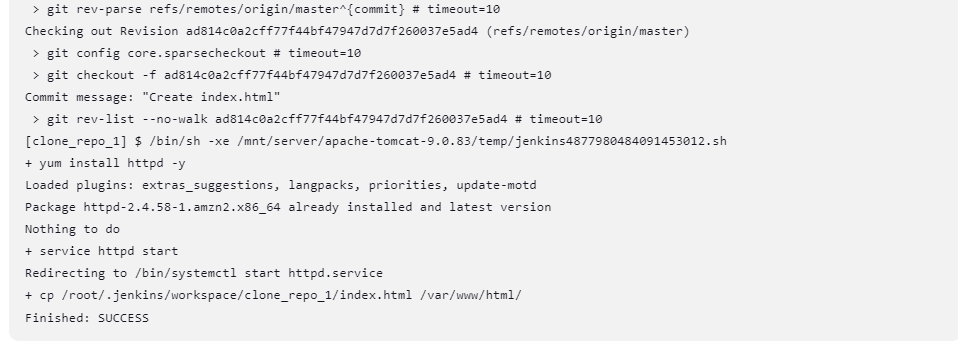 > git rev-parse refs/remotes/origin/master^{commit} # timeout=10
Checking out Revision ad814c0a2cff77f44bf47947d7d7f260037e5ad4 (refs/remotes/origin/master)
> git config core.sparsecheckout # timeout=10
> git checkout -f ad814c0a2cff77f44bf47947d7d7f260037e5ad4 # timeout=10
Commit message: "Create index.html"
> git rev-list --no-walk ad814c0a2cff77f44bf47947d7d7f260037e5ad4 # timeout=10
[clone_repo_1] $ /bin/sh -xe /mnt/server/apache-tomcat-9.0.83/temp/jenkins4877980484091453012.sh
+ yum install httpd -y
Loaded plugins: extras_suggestions, langpacks, priorities, update-motd
Package httpd-2.4.58-1.amzn2.x86_64 already installed and latest version
Nothing to do
+ service httpd start
Redirecting to /bin/systemctl start httpd.service
+ cp /root/.jenkins/workspace/clone_repo_1/index.html /var/www/html/
Finished: SUCCESS